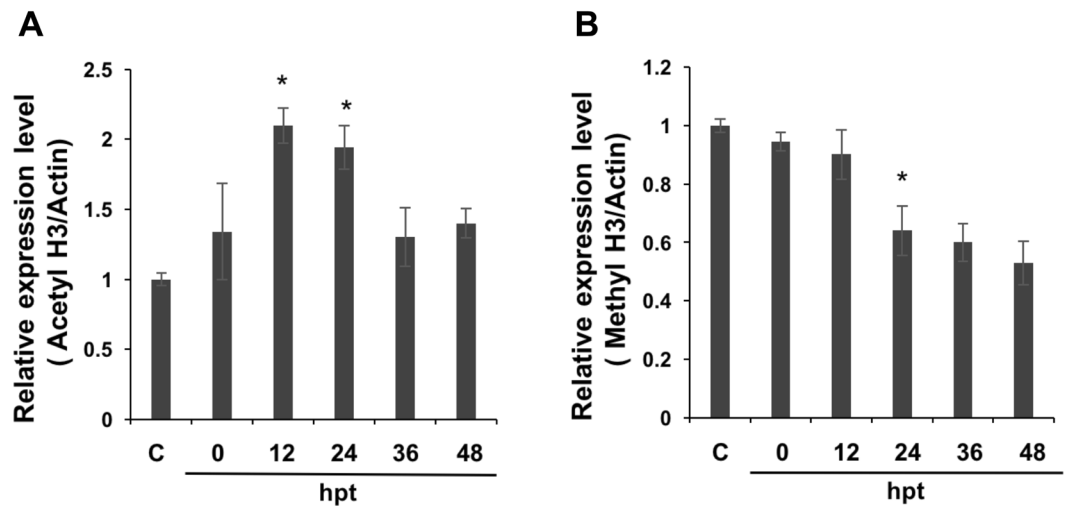 A
Relative expression level
( Acetyl H3/Actin)
2.5
2
1.5
1
0.5
0
*
*
C 0 12 24 36 48
hpt
B
Relative expression level
( Methyl H3/Actin)
1.2
1
0.8
0.6
0.4
0.2
0
*
C 0 12 24 36 48
hpt